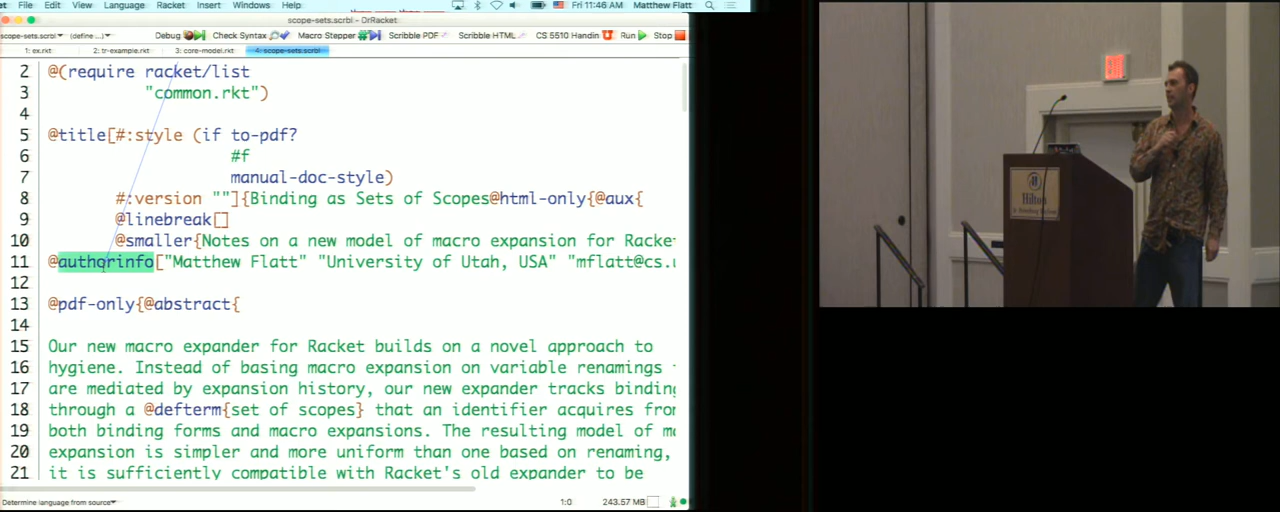 et File Edit View Language Racket Insert Windows Help Fri 11:46 AM Matthew Flatt
scope-sets.scrbl - DrRacket
scope-sets.scrbl (define ...) Debug Check Syntax Macro Stepper Scribble PDF Scribble HTML CS 5510 Handin Run Stop
1: ex.rkt 2: tr-example.rkt 3: core-model.rkt 4: scope-sets.scrbl
2 @(require racket/list
3 "common.rkt")
4
5 @title[#:style (if to-pdf?
6 #f
7 manual-doc-style)
8 #:version ""]{Binding as Sets of Scopes@html-only{@aux{
9 @linebreak[]
10 @smaller{Notes on a new model of macro expansion for Racke
11 @authorinfo["Matthew Flatt" "University of Utah, USA" "mflatt@cs.u
12
13 @pdf-only{@abstract{
14
15 Our new macro expander for Racket builds on a novel approach to
16 hygiene. Instead of basing macro expansion on variable renamings
17 are mediated by expansion history, our new expander tracks binding
18 through a @defterm{set of scopes} that an identifier acquires from
19 both binding forms and macro expansions. The resulting model of ma
20 expansion is simpler and more uniform than one based on renaming,
21 it is sufficiently compatible with Racket's old expander to be
Determine language from source 1:0 243.57 MB
Hilton